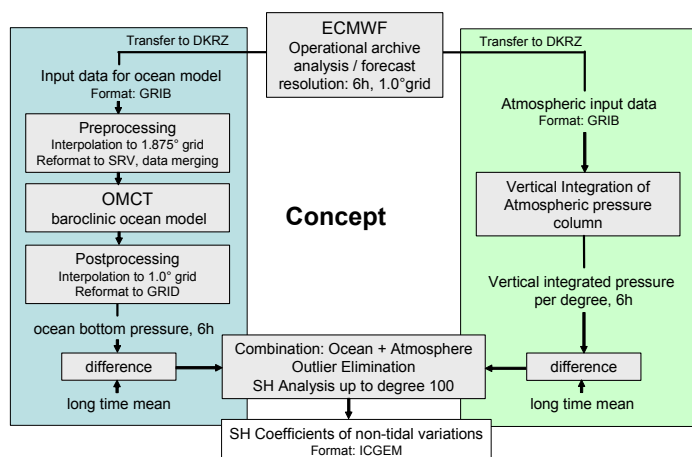 ECMWF
Operational archive
analysis / forecast
resolution: 6h, 1.0°grid
Transfer to DKRZ
Input data for ocean model
Format: GRIB
Preprocessing
Interpolation to 1.875° grid
Reformat to SRV, data merging
OMCT
baroclinic ocean model
Postprocessing
Interpolation to 1.0° grid
Reformat to GRID
ocean bottom pressure, 6h
difference
long time mean
Concept
Transfer to DKRZ
Atmospheric input data
Format: GRIB
Vertical Integration of
Atmospheric pressure
column
Vertical integrated pressure
per degree, 6h
difference
long time mean
Combination: Ocean + Atmosphere
Outlier Elimination
SH Analysis up to degree 100
SH Coefficients of non-tidal variations
Format: ICGEM